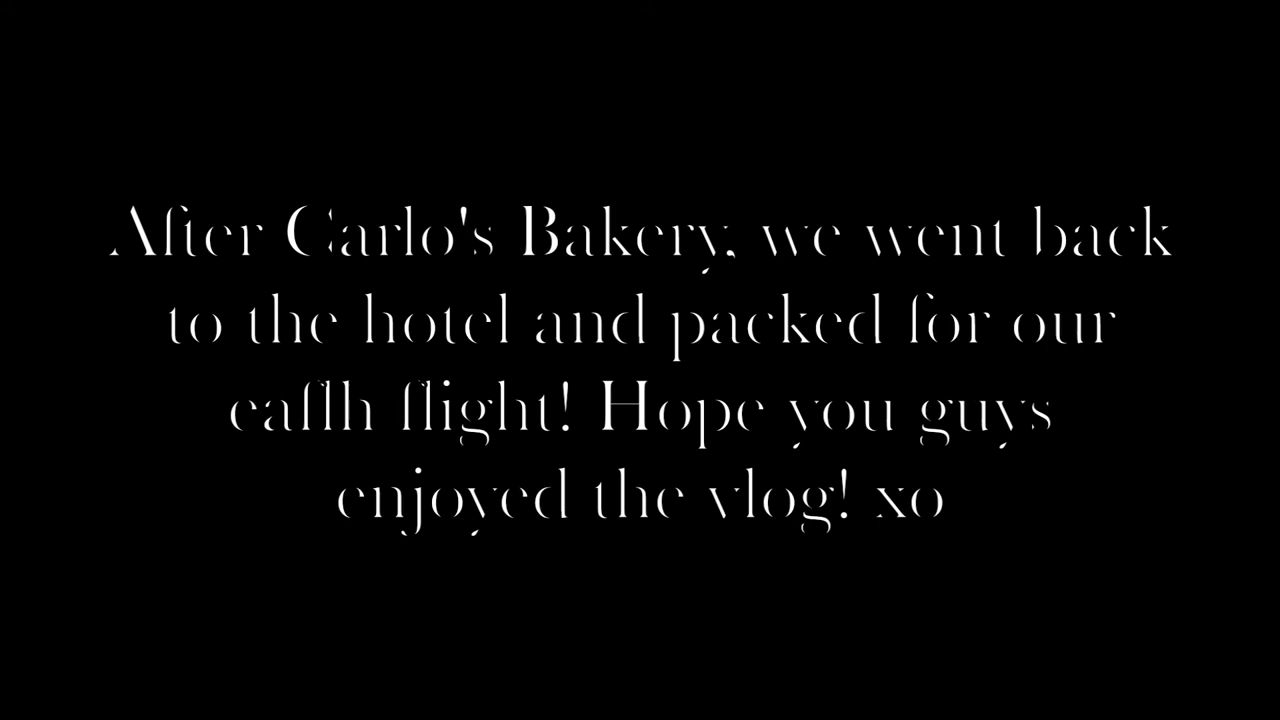 After Carlo's Bakery, we went back
to the hotel and packed for our
eaflh flight! Hope you guys
enjoyed the vlog! xo